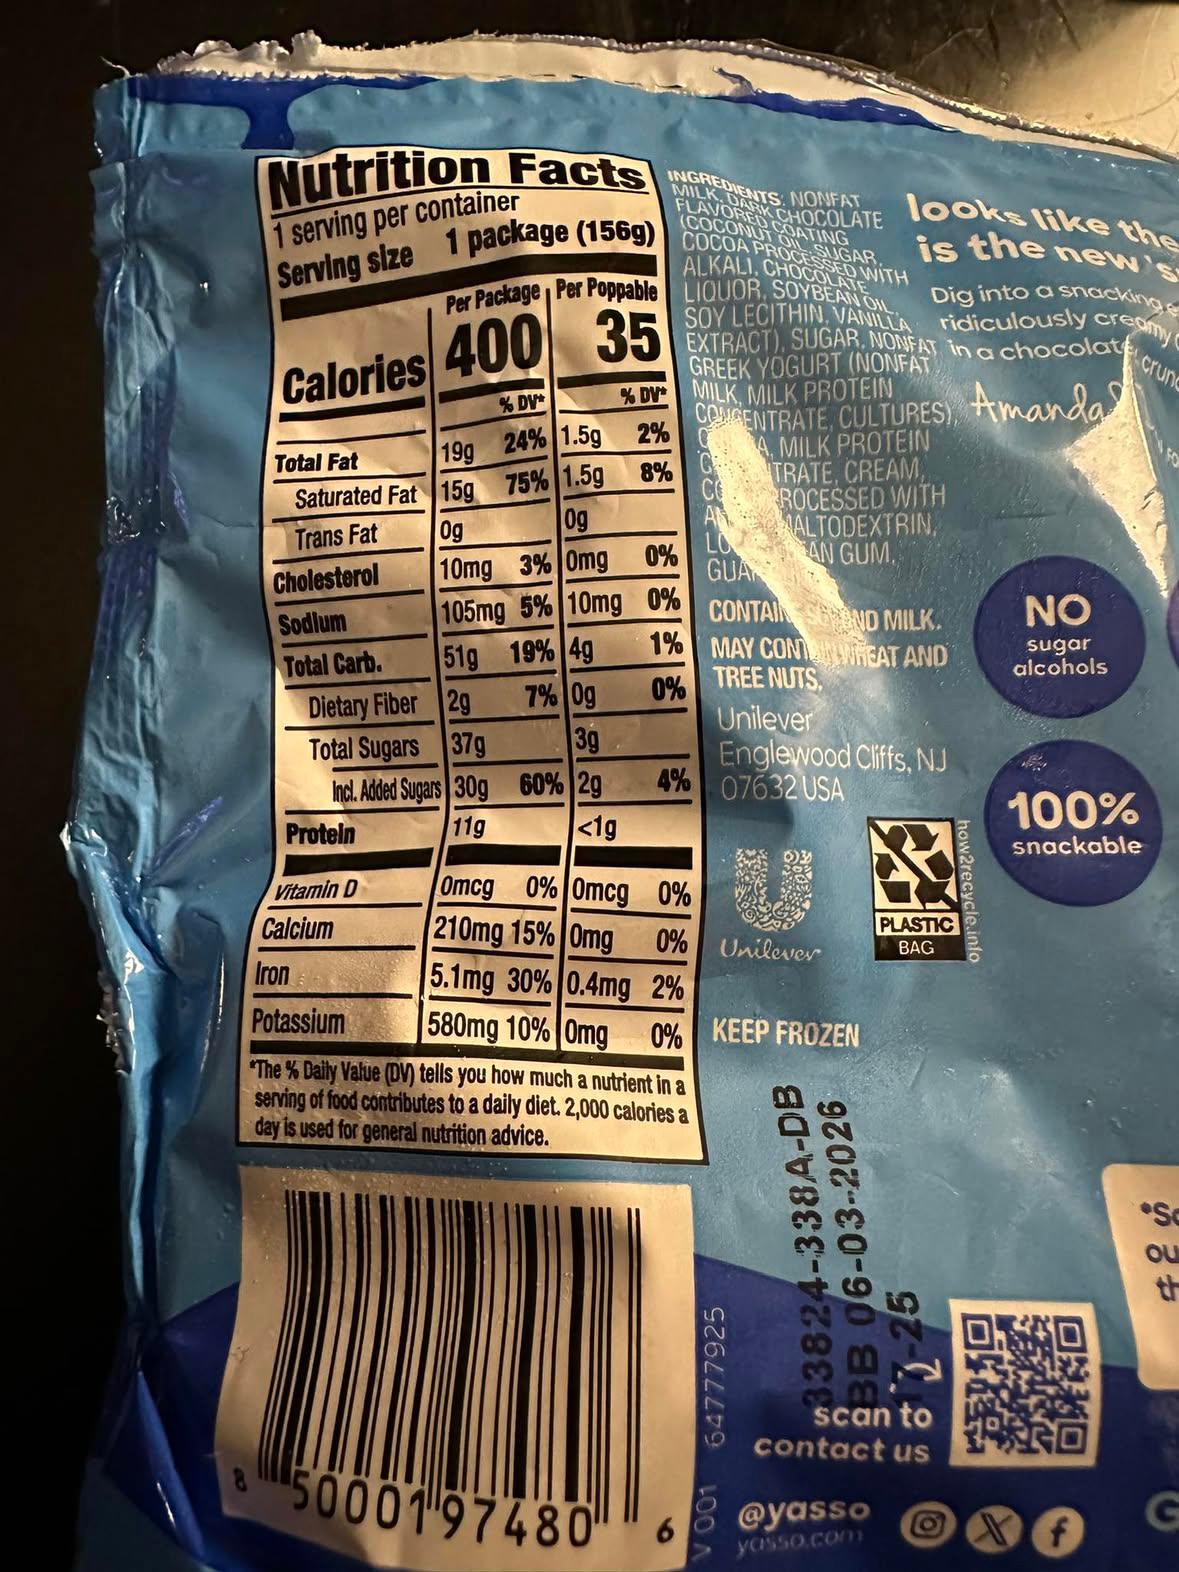 Nutrition Facts
1 serving per container
Serving size 1 package (156g)
Per Package Per Poppable
Calories 400 35
% DV* % DV*
Total Fat 19g 24% 1.5g 2%
Saturated Fat 15g 75% 1.5g 8%
Trans Fat 0g 0g
Cholesterol 10mg 3% 0mg 0%
Sodium 105mg 5% 10mg 0%
Total Carb. 51g 19% 4g 1%
Dietary Fiber 2g 7% 0g 0%
Total Sugars 37g 3g
Incl. Added Sugars 30g 60% 2g 4%
Protein 11g <1g
Vitamin D 0mcg 0% 0mcg 0%
Calcium 210mg 15% 0mg 0%
Iron 5.1mg 30% 0.4mg 2%
Potassium 580mg 10% 0mg 0%
*The % Daily Value (DV) tells you how much a nutrient in a
serving of food contributes to a daily diet. 2,000 calories a
day is used for general nutrition advice.
8 50001 97480 6
INGREDIENTS: NONFAT
MILK, DARK CHOCOLATE
FLAVORED COATING
(COCONUT OIL, SUGAR,
COCOA PROCESSED WITH
ALKALI, CHOCOLATE
LIQUOR, SOYBEAN OIL,
SOY LECITHIN, VANILLA
EXTRACT), SUGAR, NONFAT
GREEK YOGURT (NONFAT
MILK, MILK PROTEIN
CONCENTRATE, CULTURES),
MILK PROTEIN
CREAM,
WITH
GUM,
AND MILK.
MAY WHEAT AND
TREE NUTS.
Unilever
Englewood Cliffs, NJ
07632 USA
Unilever
PLASTIC
BAG
how2recycle.info
KEEP FROZEN
33824-338A-DB
BB 06-03-2026
17-25
V 001 64777925
scan to
contact us
@yasso
yasso.com
looks like the
is the new
Dig into a snacking
ridiculously creamy
in a chocolate
Amanda
NO
sugar
alcohols
100%
snackable